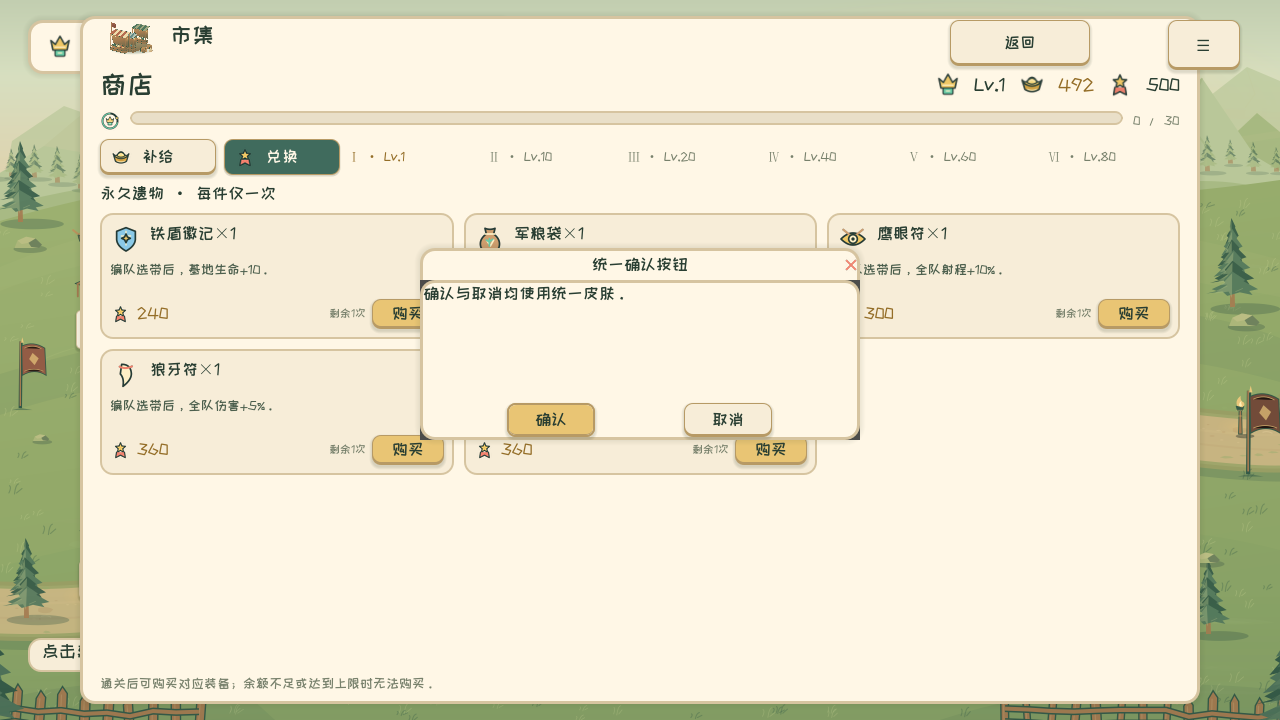 市集
返回
☰
商店
Lv.1 492 500
0 / 30
补给 兑换 I · Lv.1 II · Lv.10 III · Lv.20 IV · Lv.40 V · Lv.60 VI · Lv.80
永久遗物 · 每件仅一次
铁盾徽记×1
编队选带后，基地生命+10.
240 剩余1次 购买
军粮袋×1
鹰眼符×1
选带后，全队射程+10%.
300 剩余1次 购买
统一确认按钮 ×
确认与取消均使用统一皮肤.
确认 取消
狼牙符×1
编队选带后，全队伤害+5%.
360 剩余1次 购买
360 剩余1次 购买
点击
通关后可购买对应装备；余额不足或达到上限时无法购买.